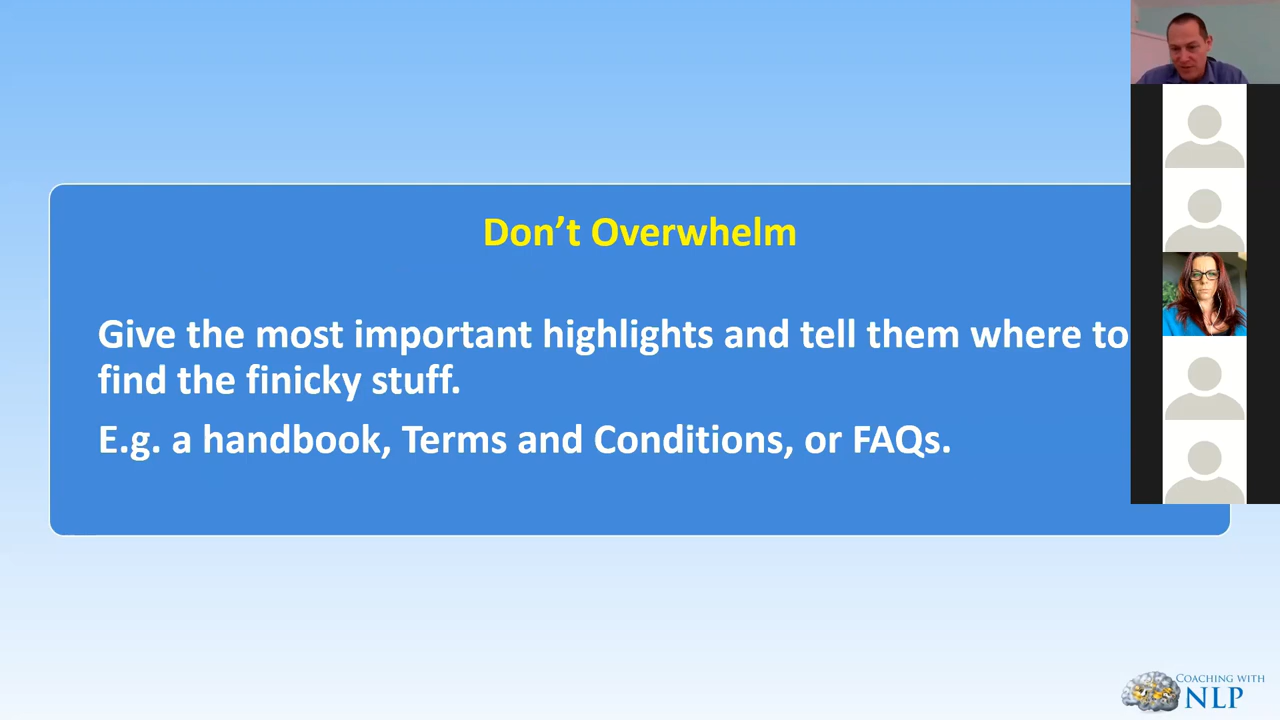 Don’t Overwhelm
Give the most important highlights and tell them where to
find the finicky stuff.
E.g. a handbook, Terms and Conditions, or FAQs.
COACHING WITH
NLP